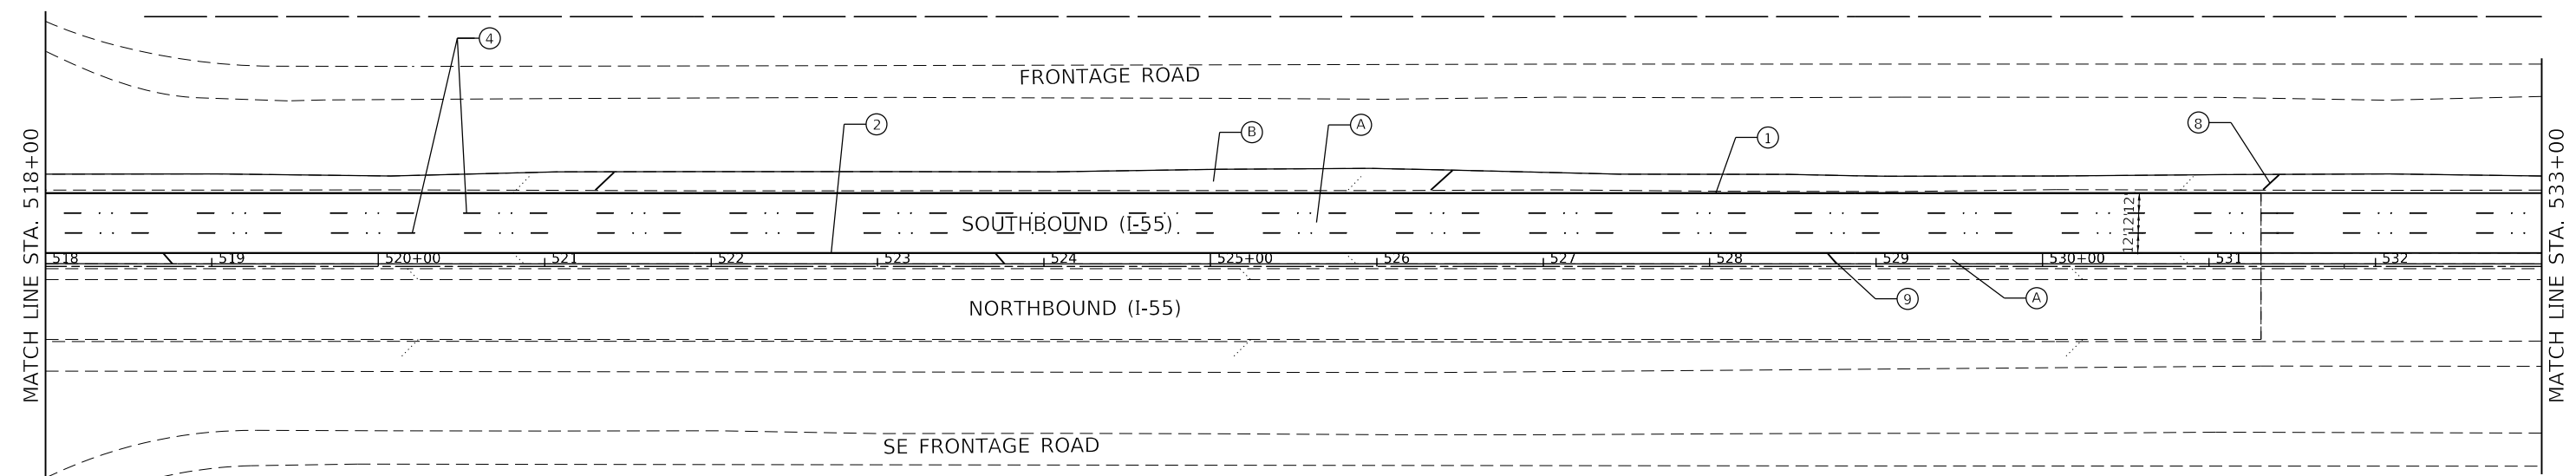 4
FRONTAGE ROAD
2
B
A
1
8
MATCH LINE STA. 518+00
MATCH LINE STA. 533+00
SOUTHBOUND (I-55)
12'12'12'
518 519 520+00 521 522 523 524 525+00 526 527 528 529 530+00 531 532
9
A
NORTHBOUND (I-55)
SE FRONTAGE ROAD